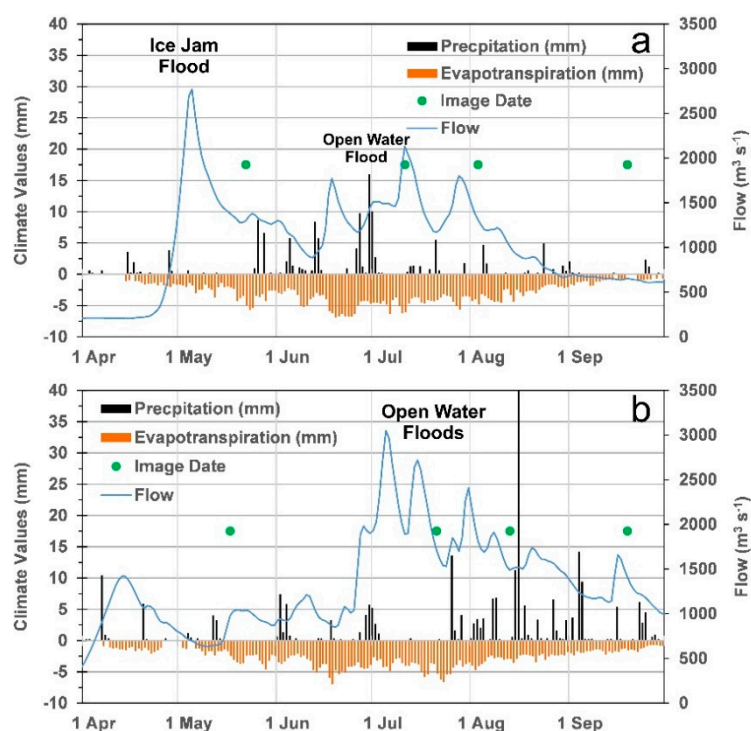 a
Ice Jam
Flood
Precpitation (mm)
Evapotranspiration (mm)
Image Date
Flow
Open Water
Flood
Climate Values (mm)
40
35
30
25
20
15
10
5
0
-5
-10
3500
3000
2500
2000
1500
1000
500
0
Flow (m³ s⁻¹)
1 Apr 1 May 1 Jun 1 Jul 1 Aug 1 Sep
b
Precpitation (mm)
Evapotranspiration (mm)
Image Date
Flow
Open Water
Floods
Climate Values (mm)
40
35
30
25
20
15
10
5
0
-5
-10
3500
3000
2500
2000
1500
1000
500
0
Flow (m³ s⁻¹)
1 Apr 1 May 1 Jun 1 Jul 1 Aug 1 Sep